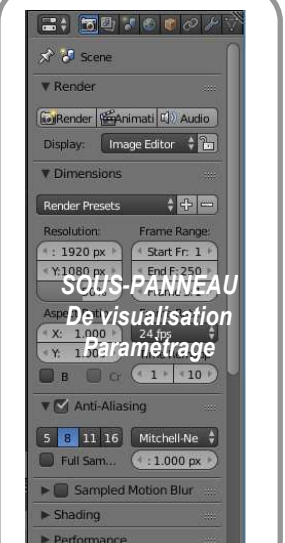 Scene
Render
Render Animati Audio
Display: Image Editor
Dimensions
Render Presets
Resolution: Frame Range:
: 1920 px Start Fr: 1
Y:1080 px End F:250
SOUS-PANNEAU
De visualisation
Paramétrage
X: 1.000 24 fps
Y: 1.000
B Cr 1 10
Anti-Aliasing
5 8 11 16 Mitchell-Ne
Full Sam... : 1.000 px
Sampled Motion Blur
Shading
Performance